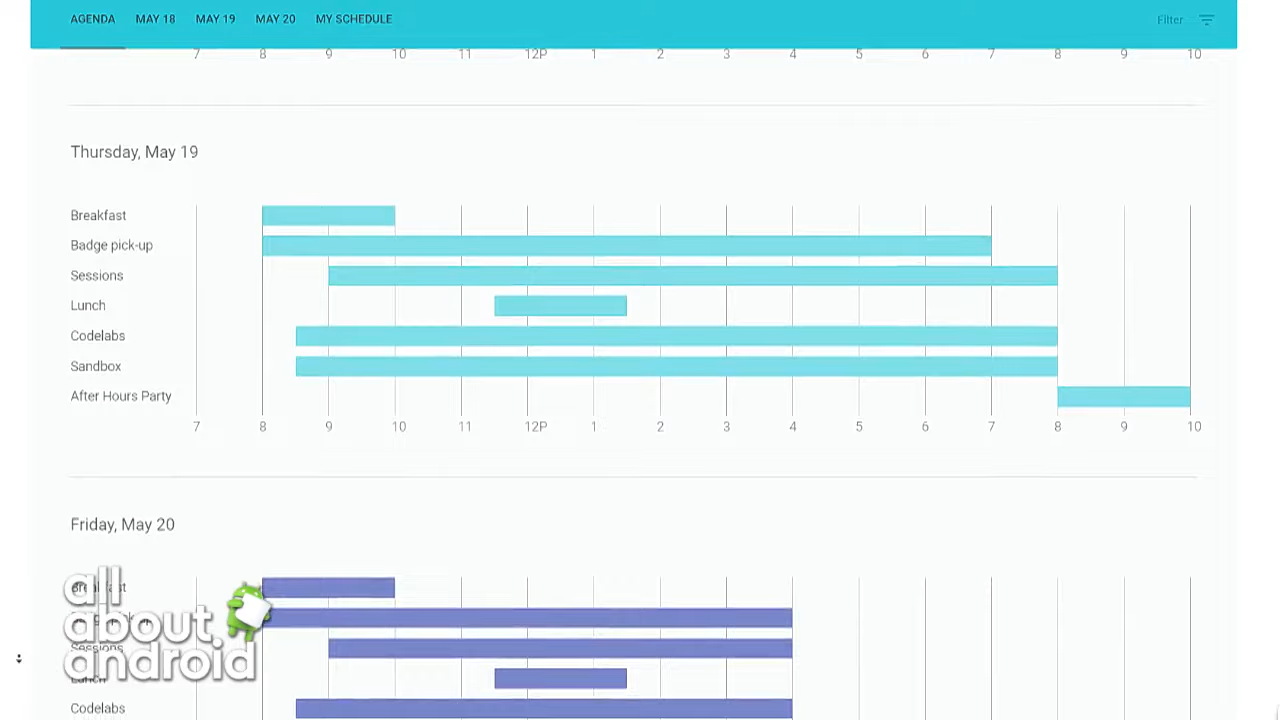 AGENDA MAY 18 MAY 19 MAY 20 MY SCHEDULE Filter
7 8 9 10 11 12P 1 2 3 4 5 6 7 8 9 10
Thursday, May 19
Breakfast
Badge pick-up
Sessions
Lunch
Codelabs
Sandbox
After Hours Party
7 8 9 10 11 12P 1 2 3 4 5 6 7 8 9 10
Friday, May 20
Sessions
Lunch
Codelabs
all
about
android